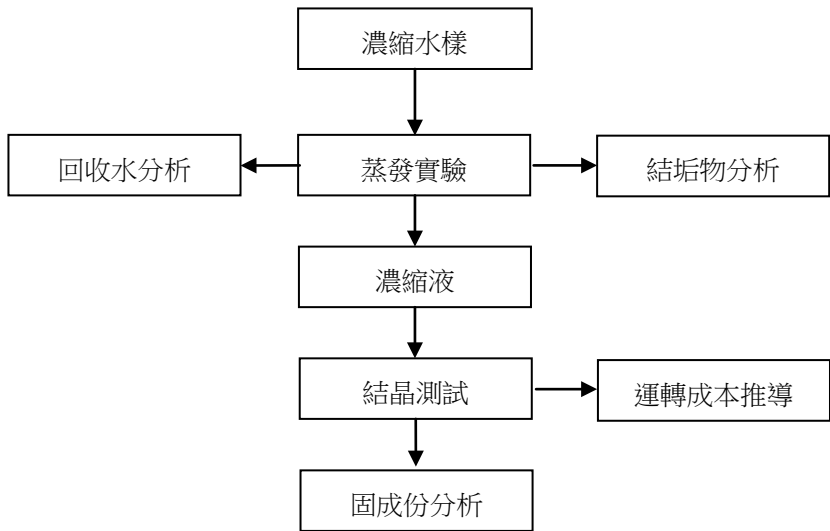 濃縮水樣
回收水分析
蒸發實驗
結垢物分析
濃縮液
結晶測試
運轉成本推導
固成份分析